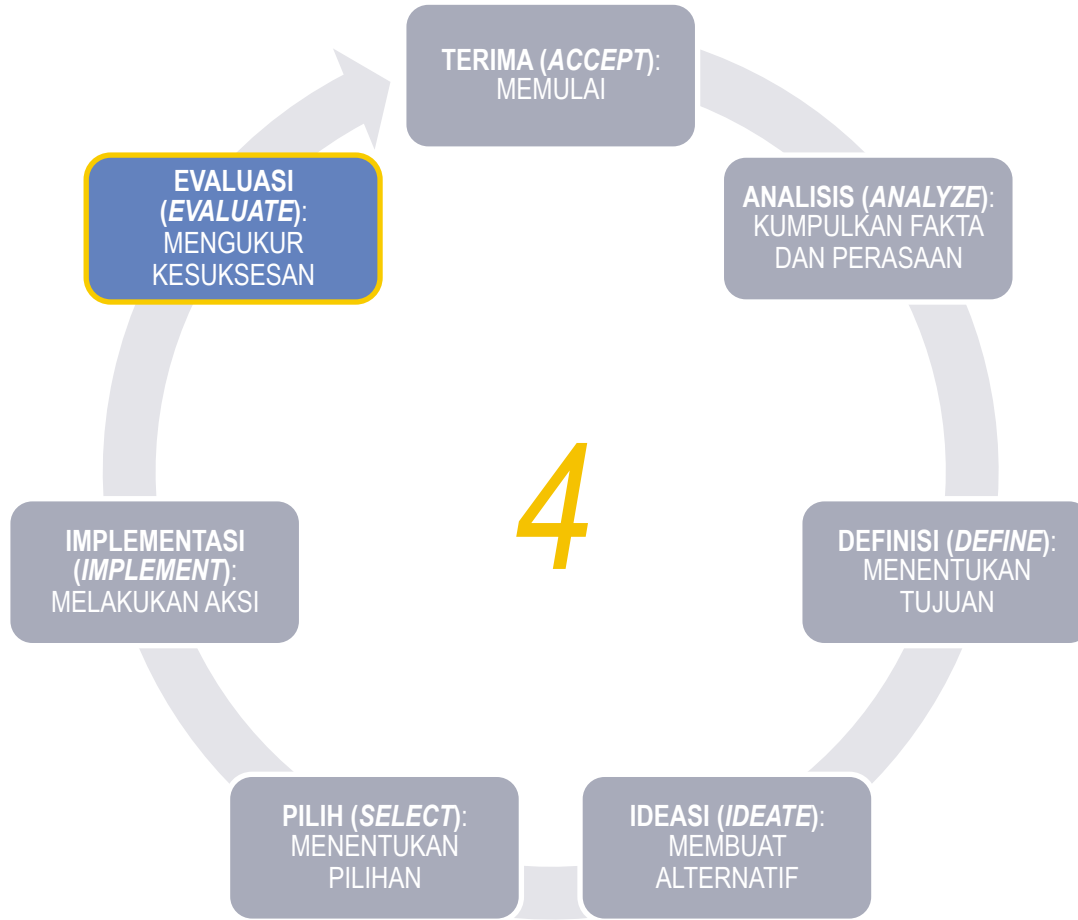 TERIMA (ACCEPT):
MEMULAI
ANALISIS (ANALYZE):
KUMPULKAN FAKTA
DAN PERASAAN
DEFINISI (DEFINE):
MENENTUKAN
TUJUAN
IDEASI (IDEATE):
MEMBUAT
ALTERNATIF
PILIH (SELECT):
MENENTUKAN
PILIHAN
IMPLEMENTASI
(IMPLEMENT):
MELAKUKAN AKSI
EVALUASI
(EVALUATE):
MENGUKUR
KESUKSESAN
4